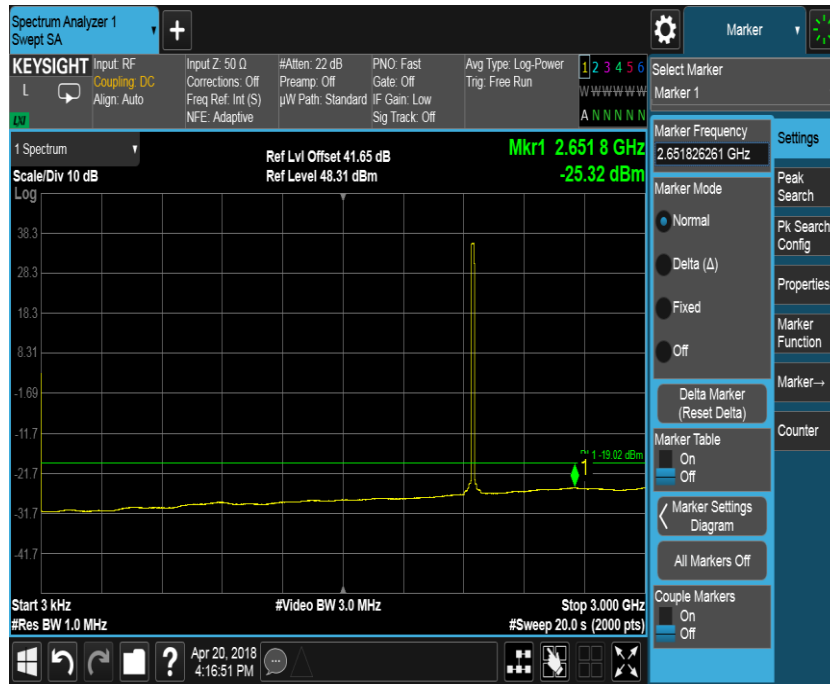 Spectrum Analyzer 1
Swept SA
+
Marker
KEYSIGHT
L
LXI
Input: RF
Coupling: DC
Align: Auto
Input Z: 50 Ω
Corrections: Off
Freq Ref: Int (S)
NFE: Adaptive
#Atten: 22 dB
Preamp: Off
µW Path: Standard
PNO: Fast
Gate: Off
IF Gain: Low
Sig Track: Off
Avg Type: Log-Power
Trig: Free Run
1 2 3 4 5 6
W W W W W W
A N N N N N
Select Marker
Marker 1
1 Spectrum
Scale/Div 10 dB
Log
Ref Lvl Offset 41.65 dB
Ref Level 48.31 dBm
Mkr1 2.651 8 GHz
-25.32 dBm
38.3
28.3
18.3
8.31
-1.69
-11.7
-21.7
-31.7
-41.7
1 -19.02 dBm
1
Start 3 kHz
#Res BW 1.0 MHz
#Video BW 3.0 MHz
Stop 3.000 GHz
#Sweep 20.0 s (2000 pts)
Marker Frequency
2.651826261 GHz
Marker Mode
Normal
Delta (Δ)
Fixed
Off
Delta Marker
(Reset Delta)
Marker Table
On
Off
Marker Settings
Diagram
All Markers Off
Couple Markers
On
Off
Settings
Peak
Search
Pk Search
Config
Properties
Marker
Function
Marker→
Counter
?
Apr 20, 2018
4:16:51 PM